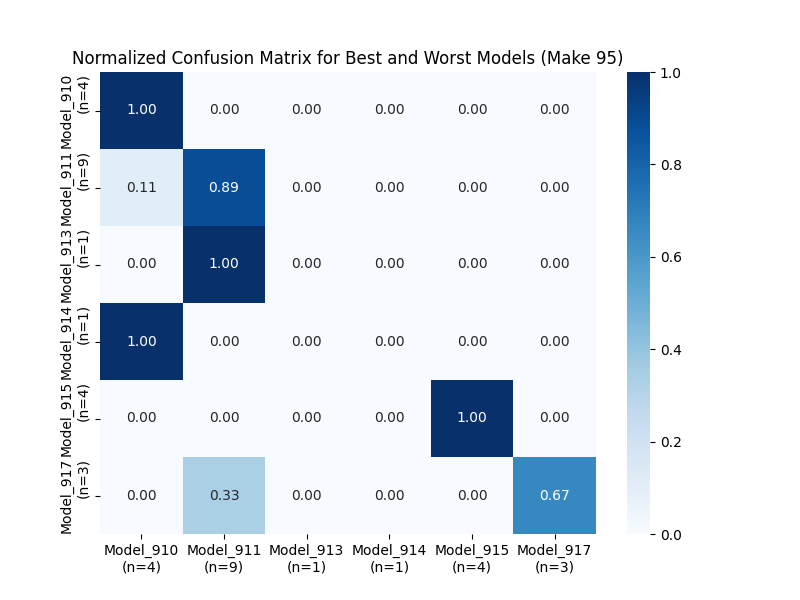 Normalized Confusion Matrix for Best and Worst Models (Make 95)
Model_910
(n=4)
1.00 0.00 0.00 0.00 0.00 0.00
Model_911
(n=9)
0.11 0.89 0.00 0.00 0.00 0.00
Model_913
(n=1)
0.00 1.00 0.00 0.00 0.00 0.00
Model_914
(n=1)
1.00 0.00 0.00 0.00 0.00 0.00
Model_915
(n=4)
0.00 0.00 0.00 0.00 1.00 0.00
Model_917
(n=3)
0.00 0.33 0.00 0.00 0.00 0.67
Model_910 Model_911 Model_913 Model_914 Model_915 Model_917
(n=4) (n=9) (n=1) (n=1) (n=4) (n=3)
1.0
0.8
0.6
0.4
0.2
0.0